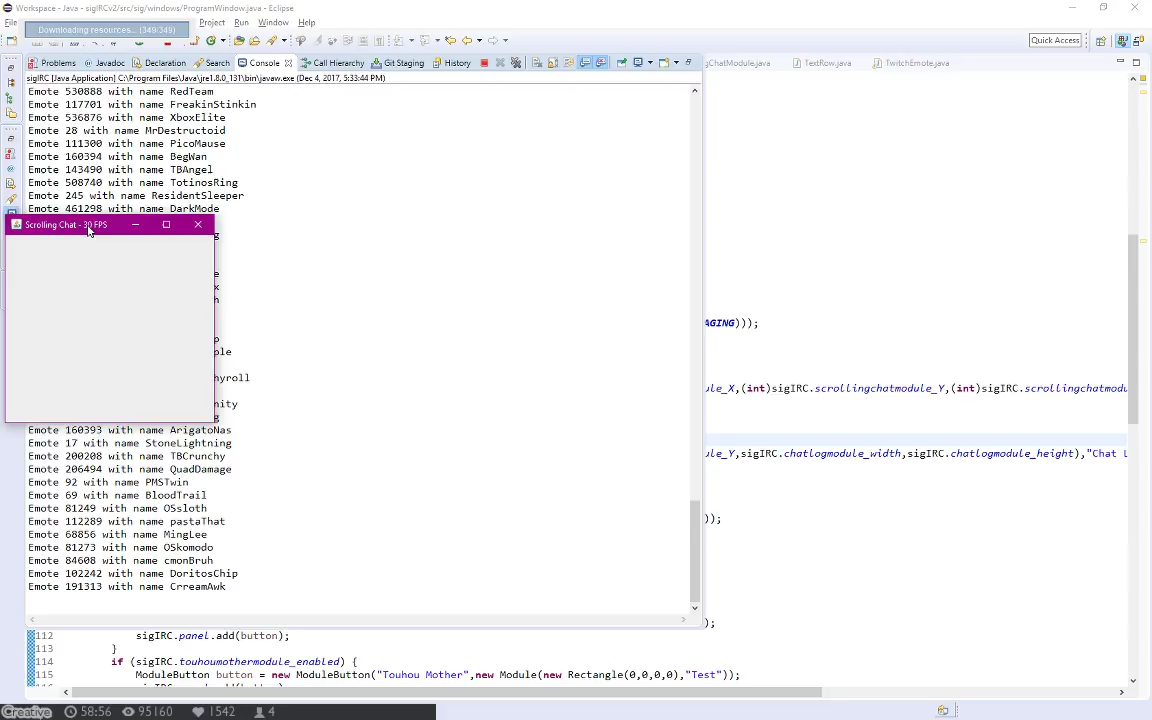 Workspace - Java - sigIRCv2/src/sig/windows/ProgramWindow.java - Eclipse
File
Project Run Window Help
Downloading resources... (349/349)
Quick Access
Problems Javadoc Declaration Search Console Call Hierarchy Git Staging History
gChatModule.java TextRow.java TwitchEmote.java
sigIRC [Java Application] C:\Program Files\Java\jre1.8.0_131\bin\javaw.exe (Dec 4, 2017, 5:33:44 PM)
Emote 530888 with name RedTeam
Emote 117701 with name FreakinStinkin
Emote 536876 with name XboxElite
Emote 28 with name MrDestructoid
Emote 111300 with name PicoMause
Emote 160394 with name BegWan
Emote 143490 with name TBAngel
Emote 508740 with name TotinosRing
Emote 245 with name ResidentSleeper
Emote 461298 with name DarkMode
Scrolling Chat - 30 FPS
g
e
x
h
AGING)));
p
ple
hyroll
ule_X,(int)sigIRC.scrollingchatmodule_Y,(int)sigIRC.scrollingchatmodu
nity
g
Emote 160393 with name ArigatoNas
Emote 17 with name StoneLightning
Emote 200208 with name TBCrunchy
ule_Y,sigIRC.chatlogmodule_width,sigIRC.chatlogmodule_height),"Chat L
Emote 206494 with name QuadDamage
Emote 92 with name PMSTwin
Emote 69 with name BloodTrail
Emote 81249 with name OSsloth
Emote 112289 with name pastaThat
));
Emote 68856 with name MingLee
Emote 81273 with name OSkomodo
Emote 84608 with name cmonBruh
Emote 102242 with name DoritosChip
Emote 191313 with name CrreamAwk
);
112 sigIRC.panel.add(button);
113 }
114 if (sigIRC.touhoumothermodule_enabled) {
115 ModuleButton button = new ModuleButton("Touhou Mother",new Module(new Rectangle(0,0,0,0),"Test"));
Creative 58:56 95160 1542 4